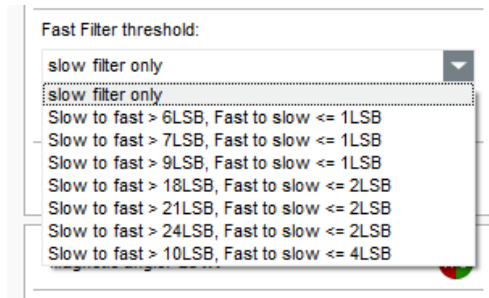 Fast Filter threshold:
slow filter only
slow filter only
Slow to fast > 6LSB, Fast to slow <= 1LSB
Slow to fast > 7LSB, Fast to slow <= 1LSB
Slow to fast > 9LSB, Fast to slow <= 1LSB
Slow to fast > 18LSB, Fast to slow <= 2LSB
Slow to fast > 21LSB, Fast to slow <= 2LSB
Slow to fast > 24LSB, Fast to slow <= 2LSB
Slow to fast > 10LSB, Fast to slow <= 4LSB